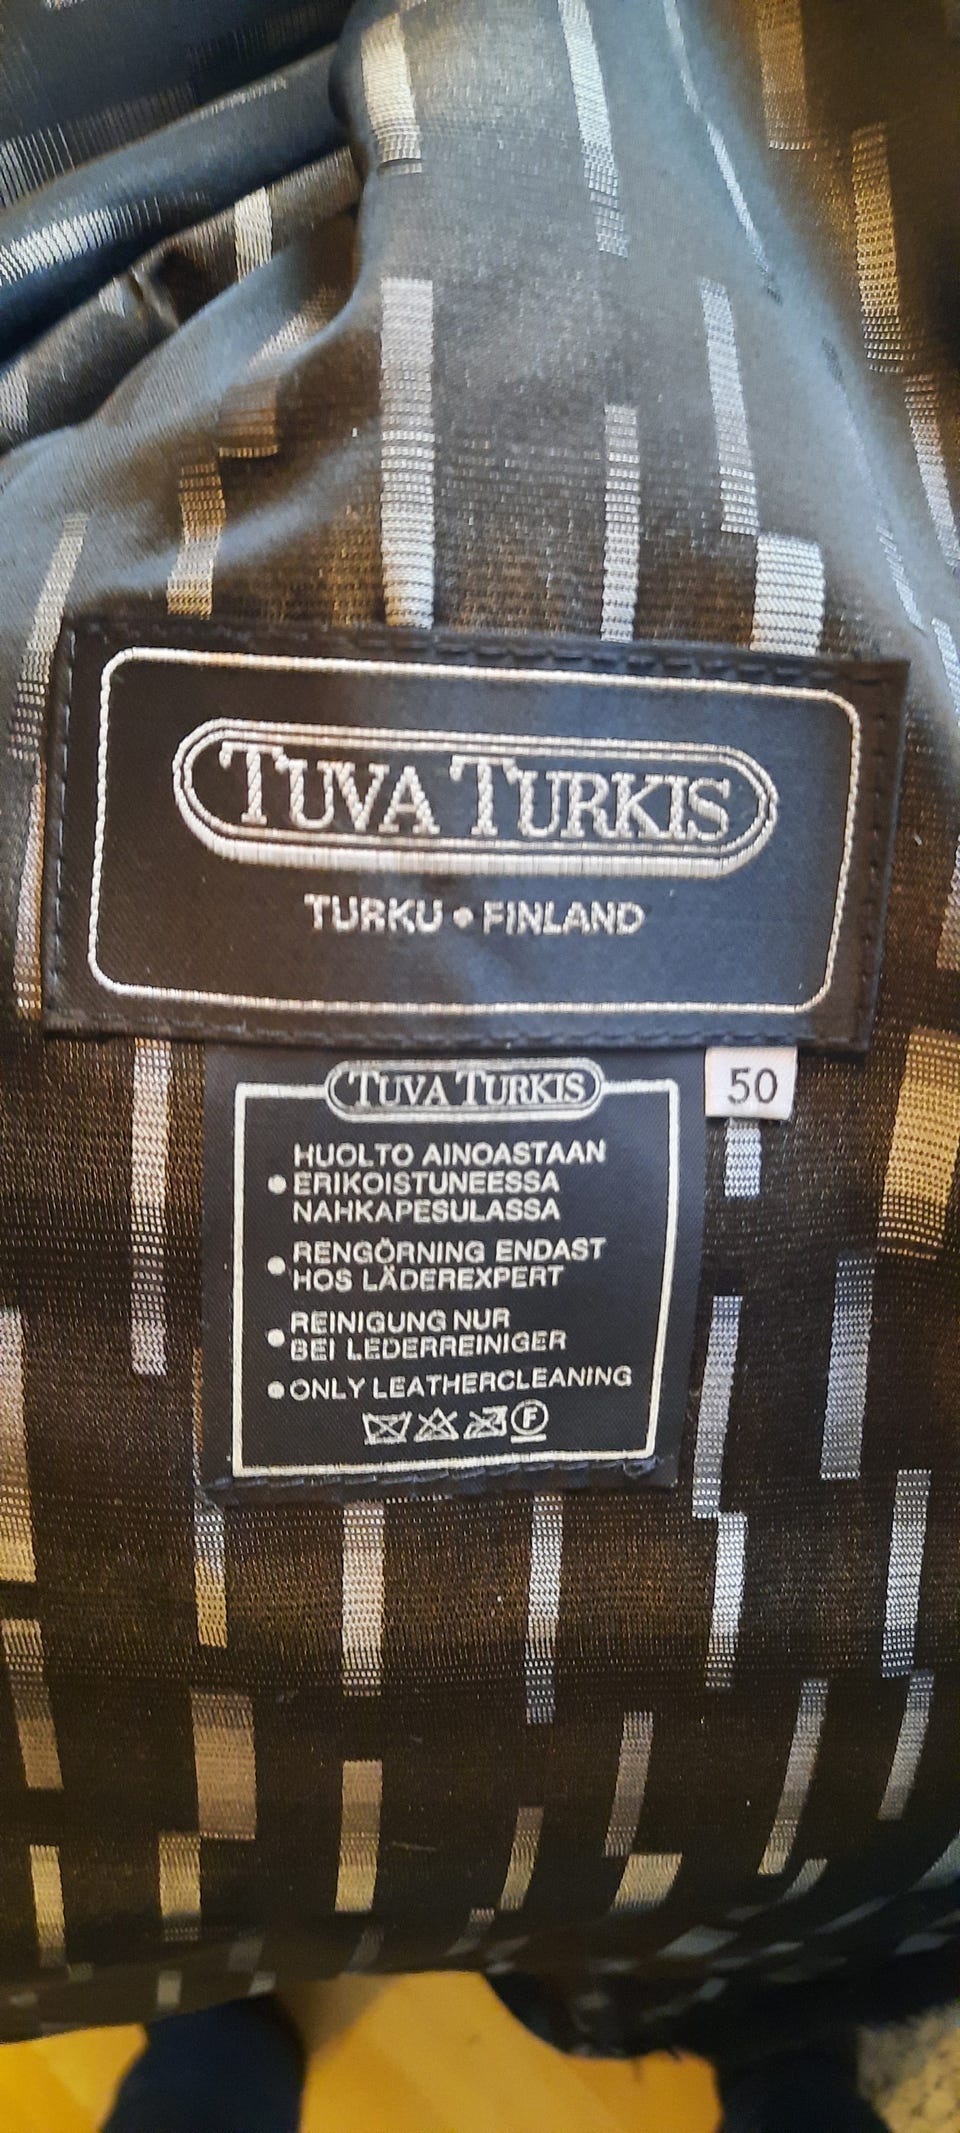 TUVA TURKIS
TURKU • FINLAND
TUVA TURKIS
50
HUOLTO AINOASTAAN
• ERIKOISTUNEESSA
NAHKAPESULASSA
• RENGÖRNING ENDAST
HOS LÄDEREXPERT
• REINIGUNG NUR
BEI LEDERREINIGER
• ONLY LEATHERCLEANING
F